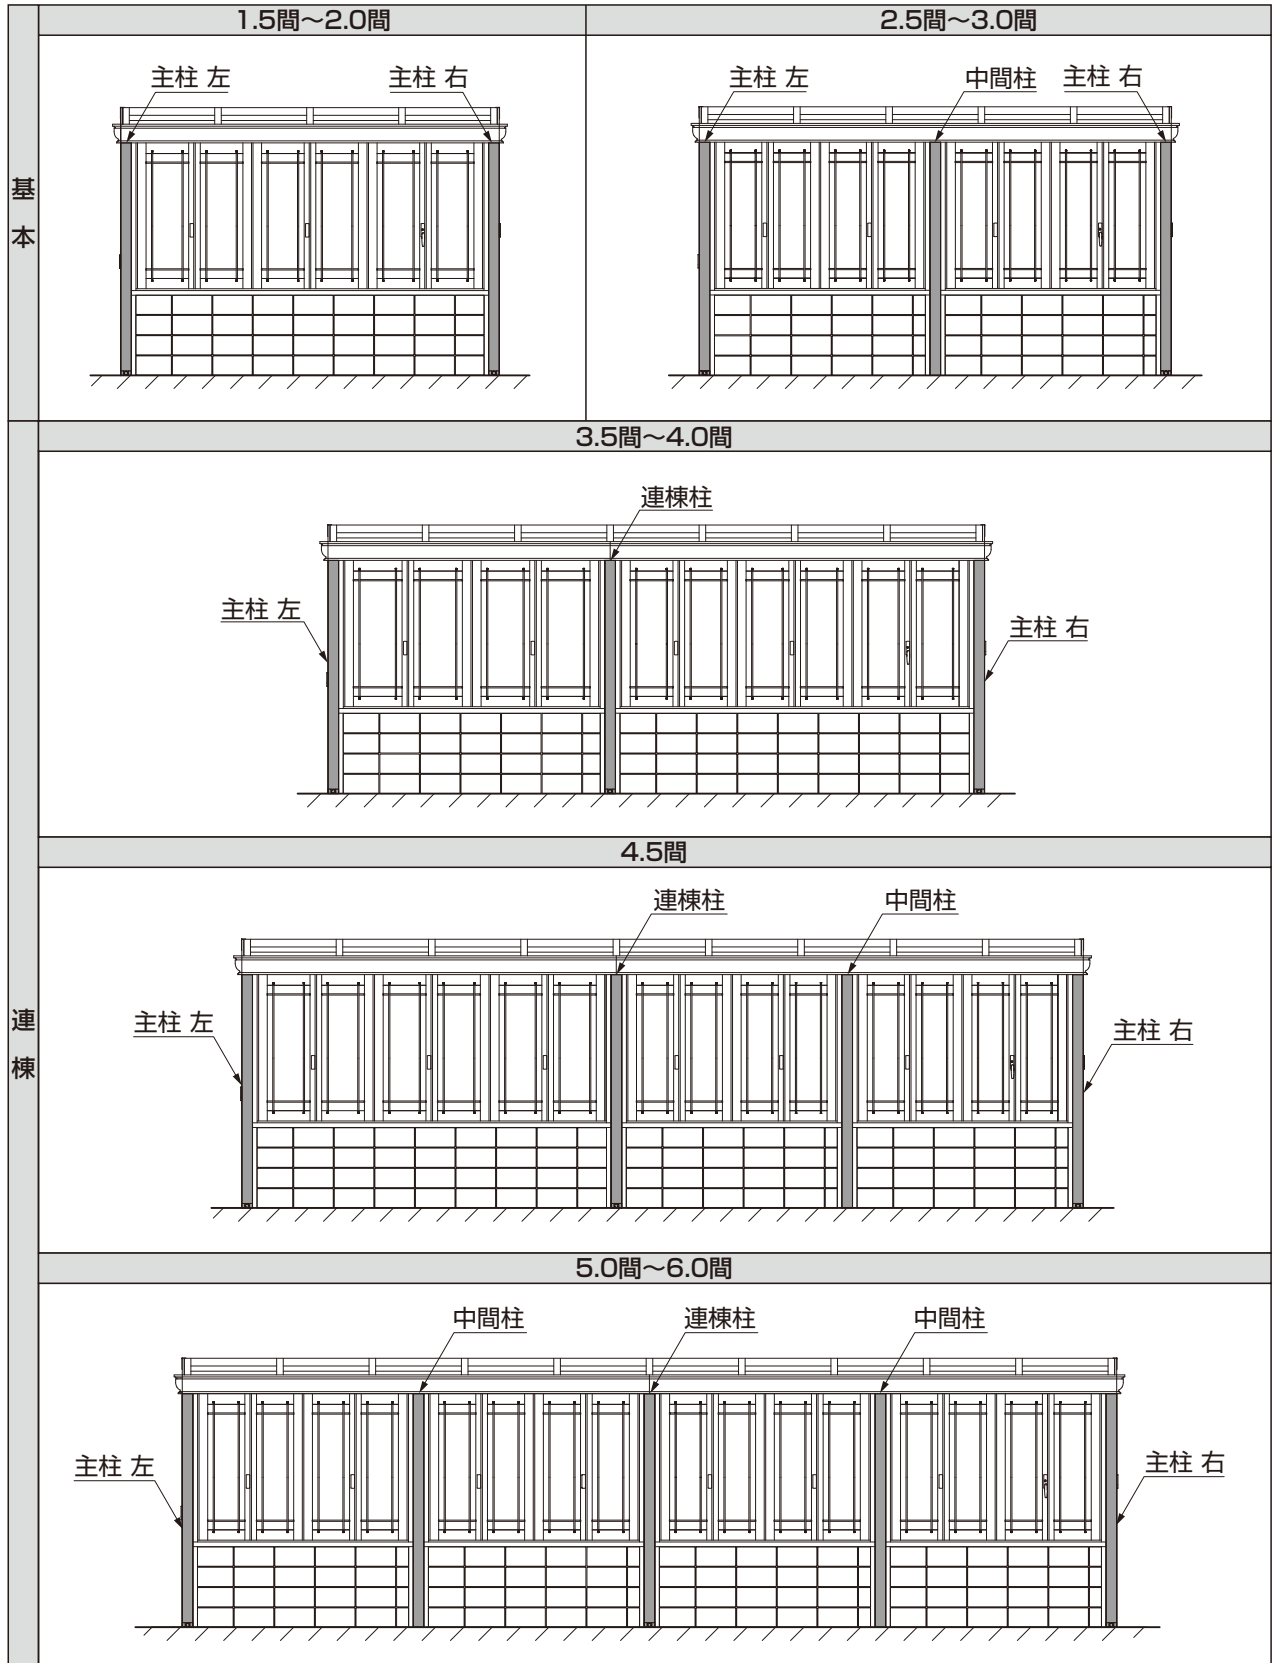 1.5間～2.0間
2.5間～3.0間
基本
主柱 左
主柱 右
主柱 左
中間柱
主柱 右
3.5間～4.0間
連棟
連棟柱
主柱 左
主柱 右
4.5間
連棟柱
中間柱
主柱 左
主柱 右
5.0間～6.0間
中間柱
連棟柱
中間柱
主柱 左
主柱 右